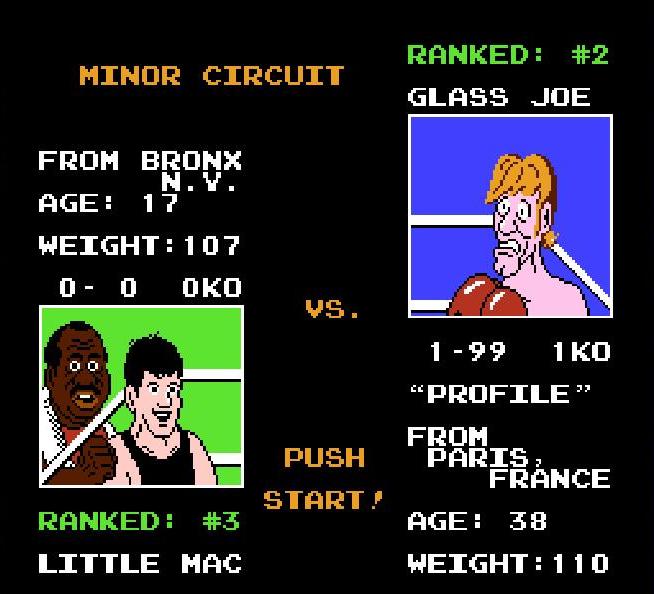 MINOR CIRCUIT
FROM BRONX
N.Y.
AGE: 17
WEIGHT:107
0- 0 0KO
RANKED: #3
LITTLE MAC
VS.
PUSH
START!
RANKED: #2
GLASS JOE
1-99 1KO
“PROFILE”
FROM
PARIS,
FRANCE
AGE: 38
WEIGHT:110